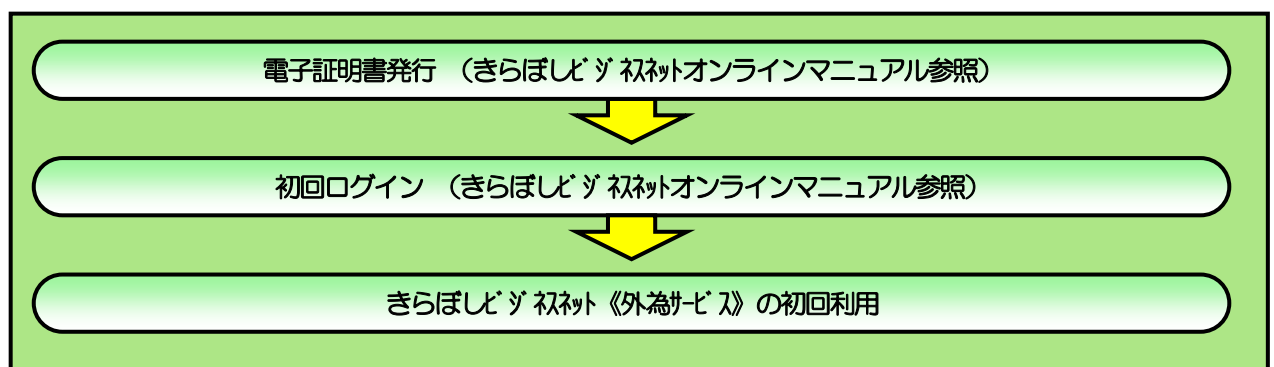 電子証明書発行 （きらぼしﾋﾞｼﾞﾈｽﾈｯﾄオンラインマニュアル参照）
初回ログイン （きらぼしﾋﾞｼﾞﾈｽﾈｯﾄオンラインマニュアル参照）
きらぼしﾋﾞｼﾞﾈｽﾈｯﾄ《外為ｻｰﾋﾞｽ》の初回利用